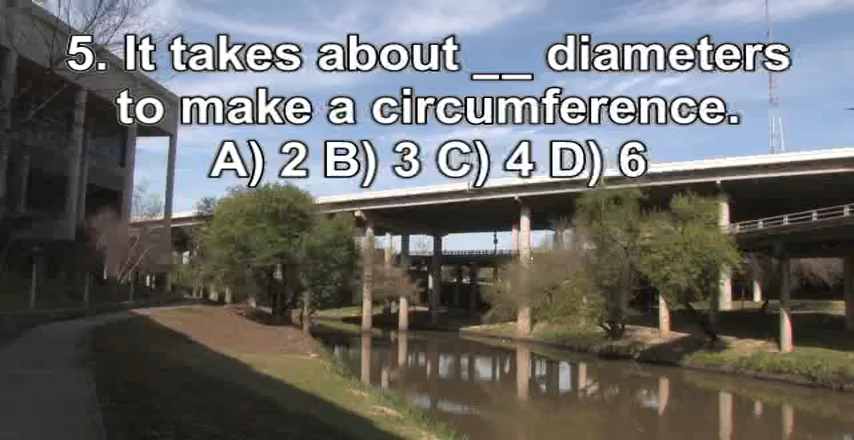 5. It takes about __ diameters
to make a circumference.
A) 2 B) 3 C) 4 D) 6